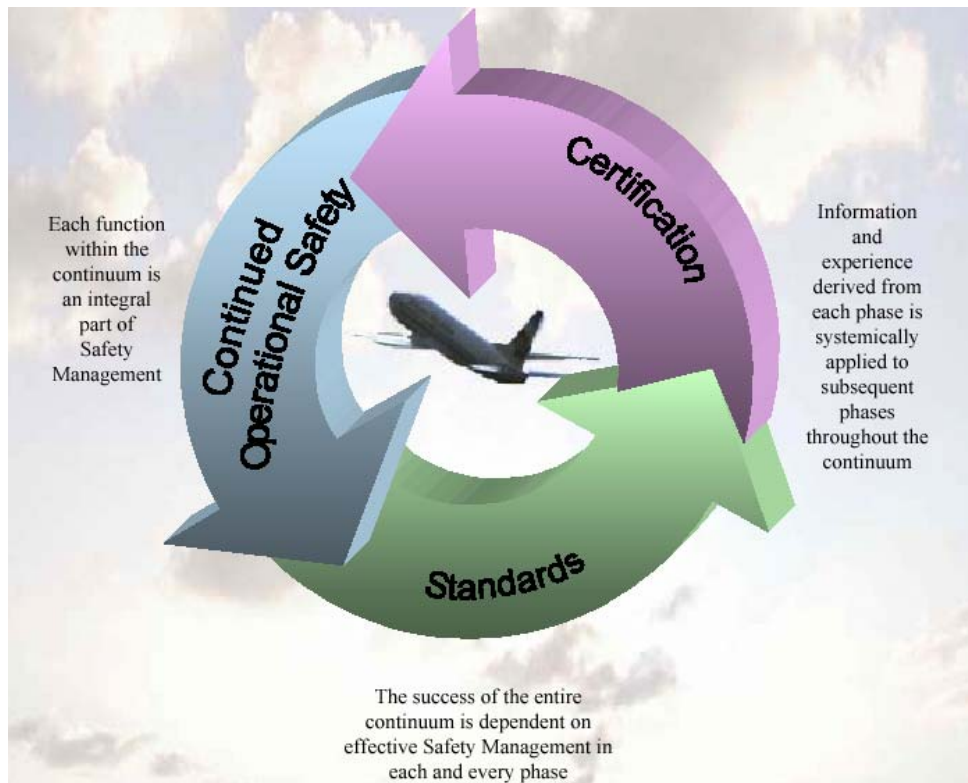 Certification
Continued
Operational Safety
Standards
Each function
within the
continuum is
an integral
part of
Safety
Management
Information
and
experience
derived from
each phase is
systemically
applied to
subsequent
phases
throughout the
continuum
The success of the entire
continuum is dependent on
effective Safety Management in
each and every phase